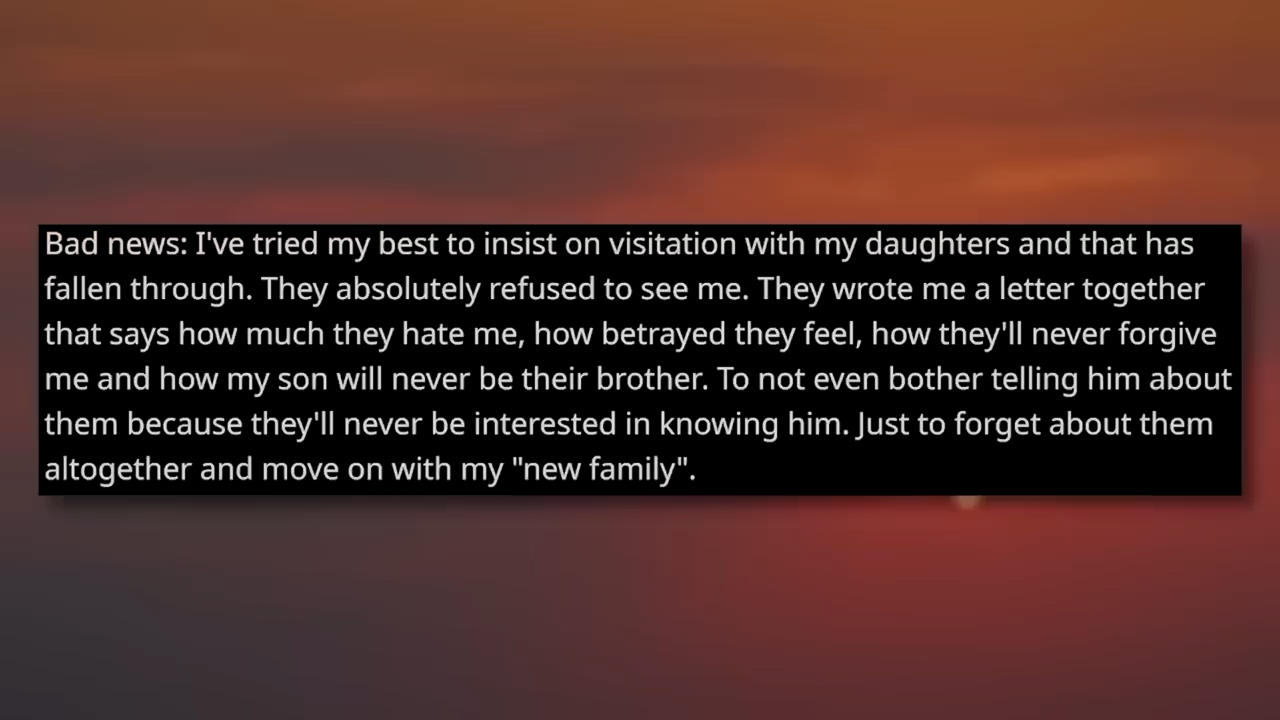 Bad news: I've tried my best to insist on visitation with my daughters and that has
fallen through. They absolutely refused to see me. They wrote me a letter together
that says how much they hate me, how betrayed they feel, how they'll never forgive
me and how my son will never be their brother. To not even bother telling him about
them because they'll never be interested in knowing him. Just to forget about them
altogether and move on with my "new family".